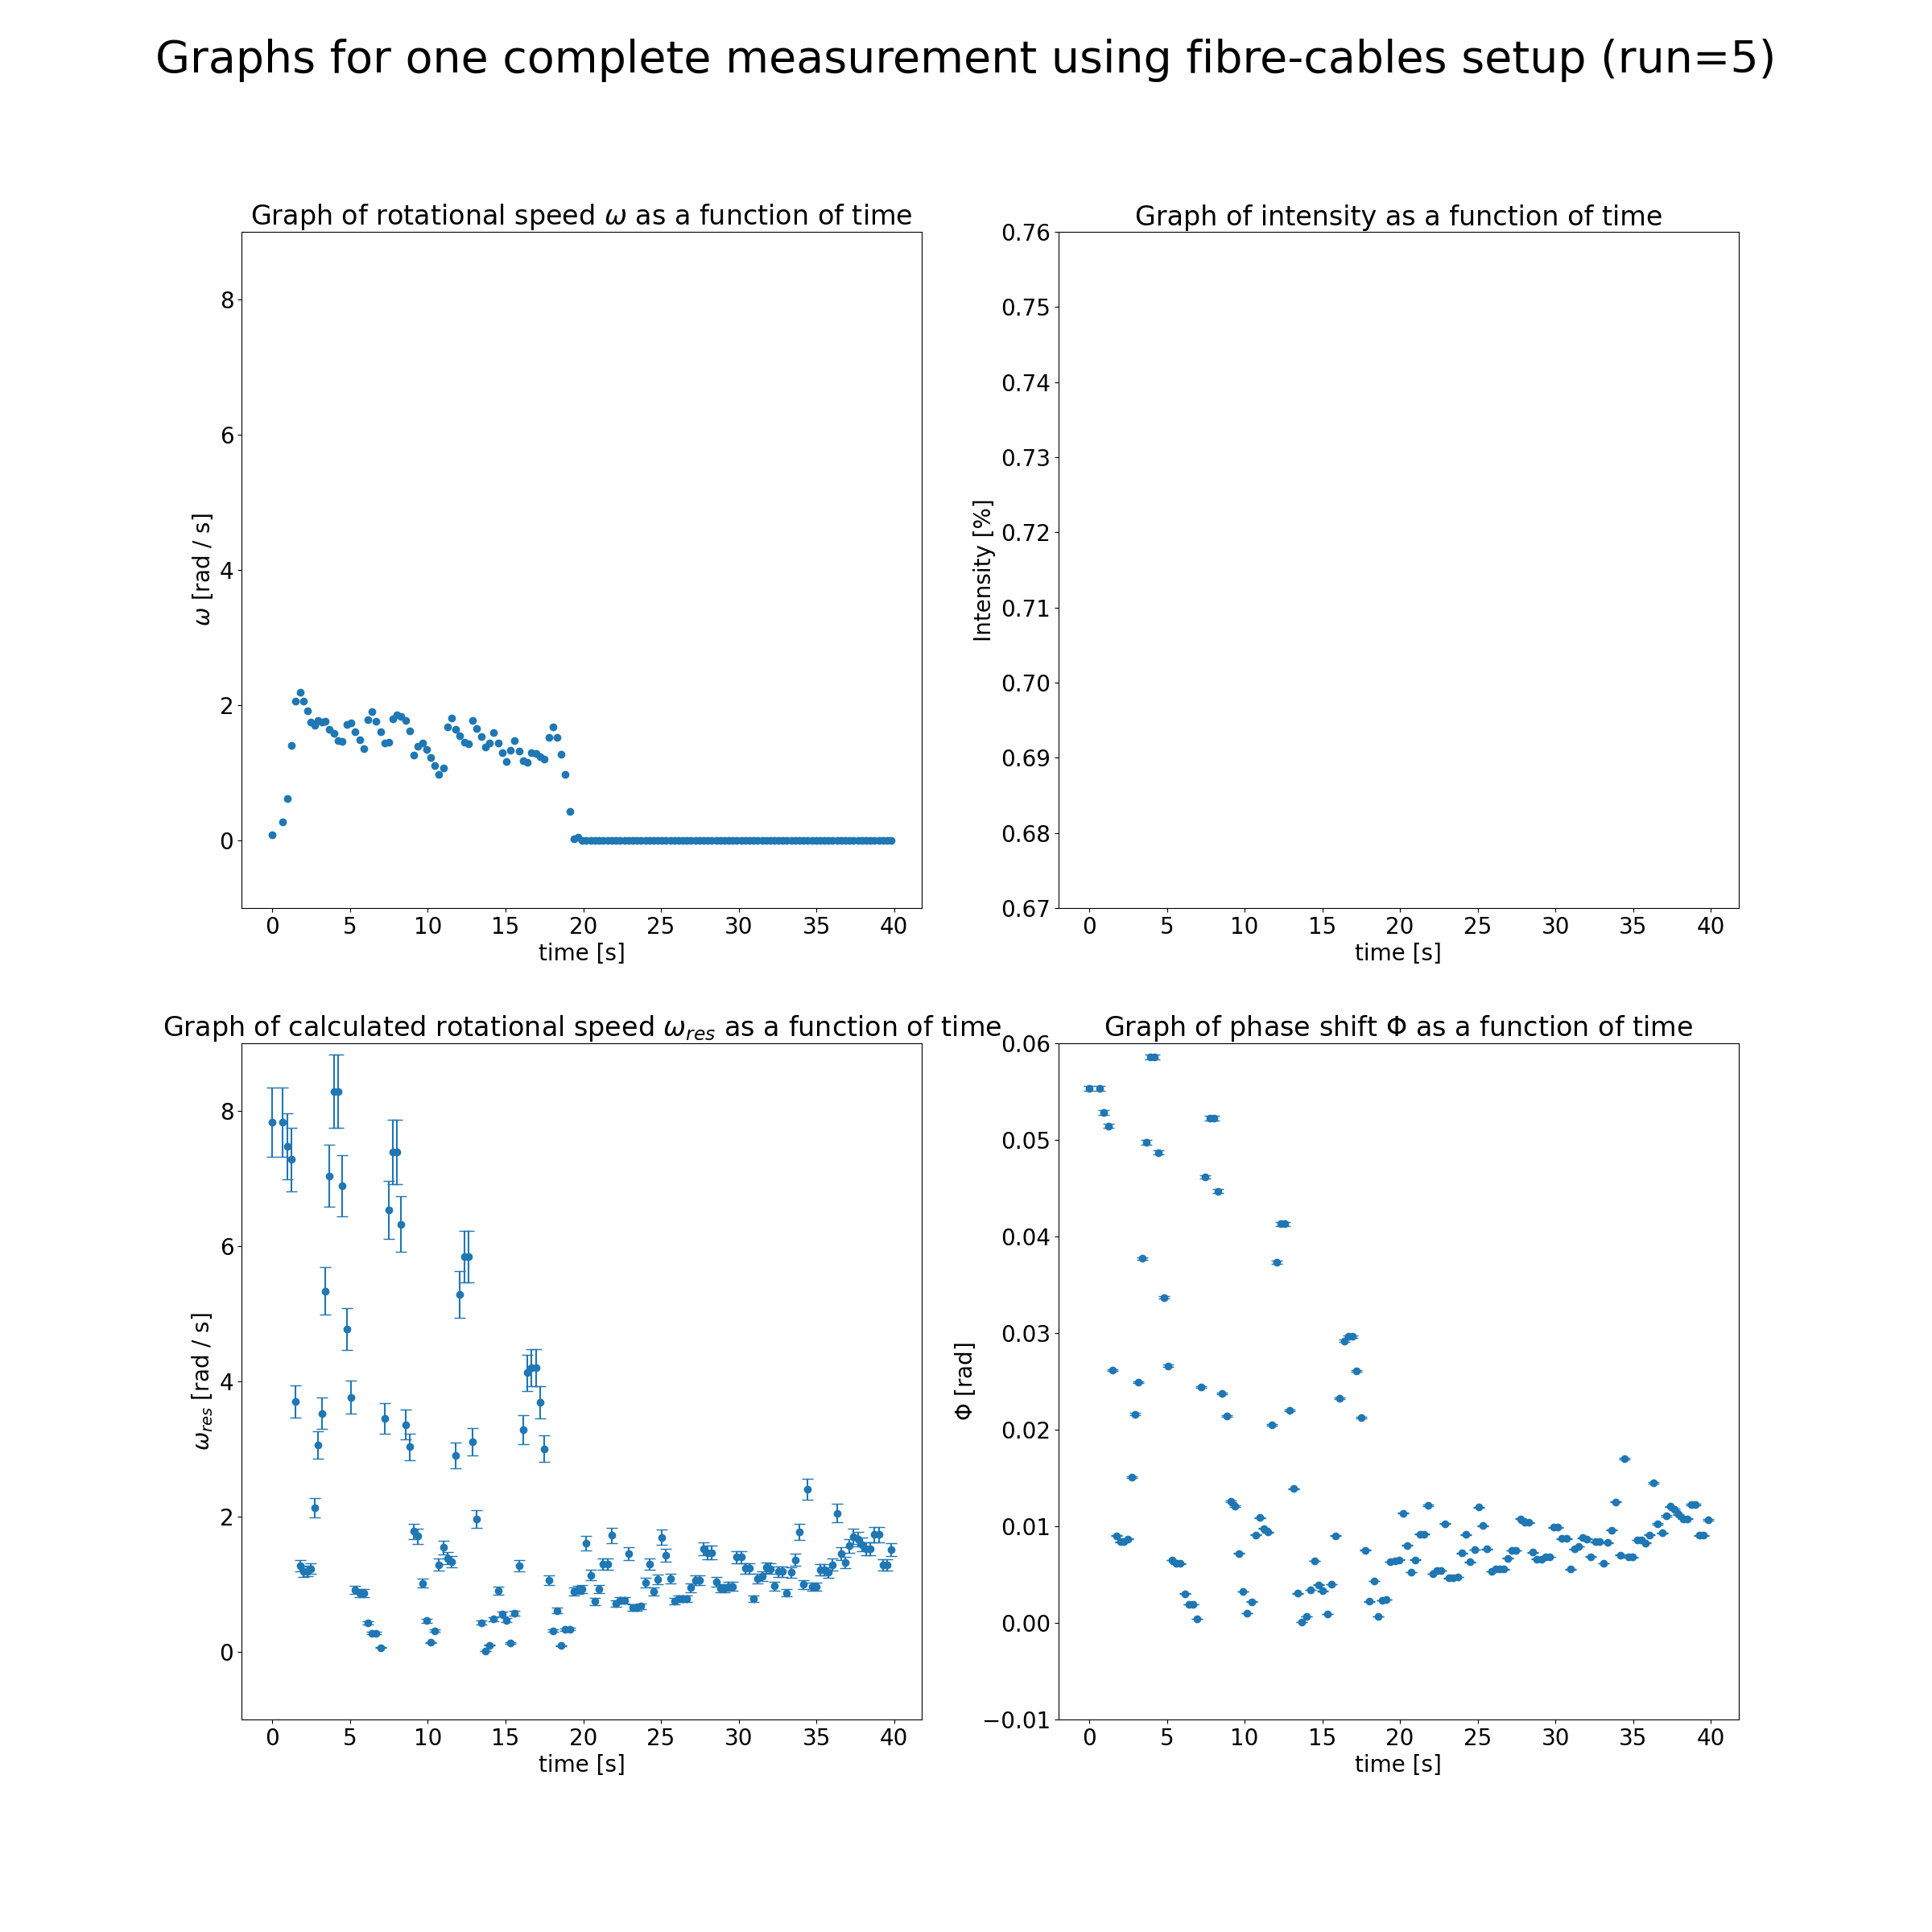 Graphs for one complete measurement using fibre-cables setup (run=5)
Graph of rotational speed ω as a function of time
8
6
4
2
0
ω [rad / s]
0 5 10 15 20 25 30 35 40
time [s]
Graph of intensity as a function of time
0.76
0.75
0.74
0.73
0.72
0.71
0.70
0.69
0.68
0.67
Intensity [%]
0 5 10 15 20 25 30 35 40
time [s]
Graph of calculated rotational speed ω_res as a function of time
8
6
4
2
0
ω_res [rad / s]
0 5 10 15 20 25 30 35 40
time [s]
Graph of phase shift Φ as a function of time
0.06
0.05
0.04
0.03
0.02
0.01
0.00
−0.01
Φ [rad]
0 5 10 15 20 25 30 35 40
time [s]